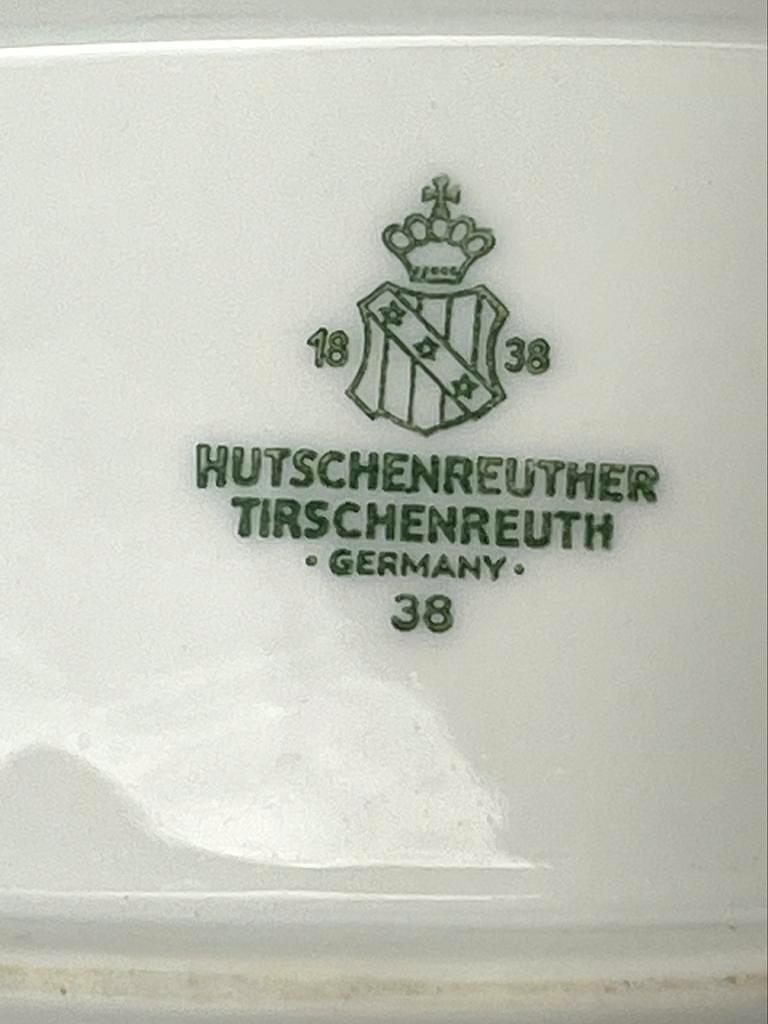 18 38
HUTSCHENREUTHER
TIRSCHENREUTH
· GERMANY ·
38